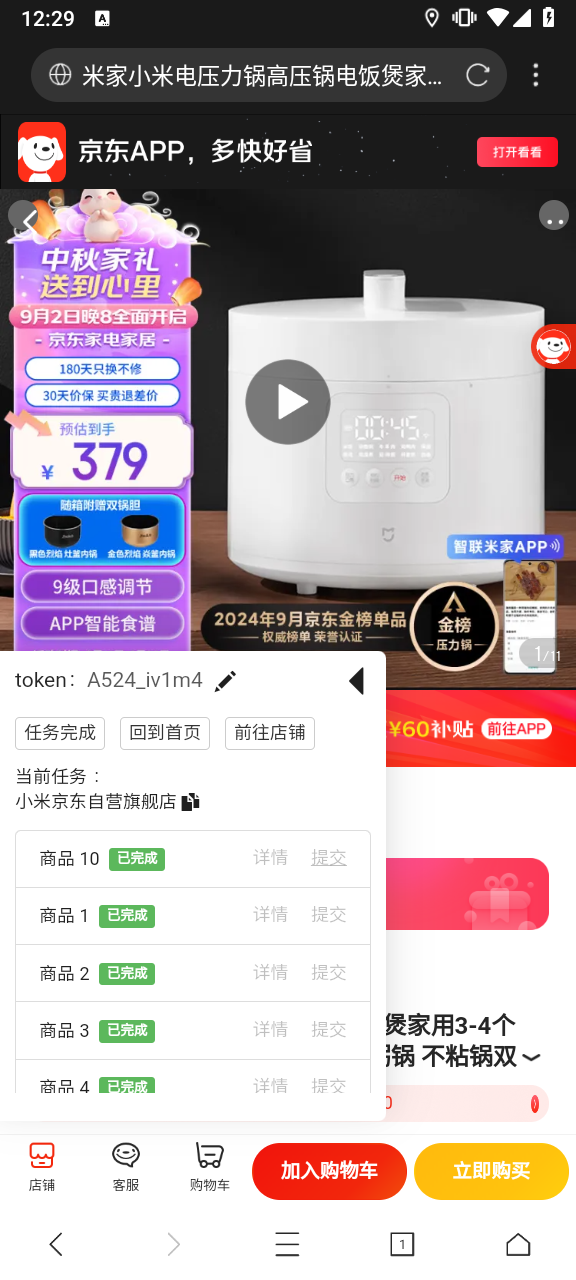 12:29
A
米家小米电压力锅高压锅电饭煲家...
京东APP，多快好省
打开看看
中秋家礼
送到心里
9月2日晚8全面开启
- 京东家电家居 -
180天只换不修
30天价保 买贵退差价
预估到手
¥ 379
随箱附赠双锅胆
黑色烈焰 灶釜内锅
金色烈焰 焱釜内锅
9级口感调节
APP智能食谱
00:45
开始
智联米家APP
2024年9月京东金榜单品
权威榜单 荣誉认证
金榜
压力锅
1/11
¥60补贴
前往APP
token： A524_iv1m4
任务完成
回到首页
前往店铺
当前任务：
小米京东自营旗舰店
商品 10 已完成 详情 提交
商品 1 已完成 详情 提交
商品 2 已完成 详情 提交
商品 3 已完成 详情 提交
商品 4 已完成 详情 提交
煲家用3-4个
锅 不粘锅双
0
店铺
客服
购物车
加入购物车
立即购买
1